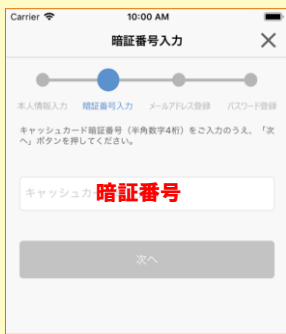 Carrier 10:00 AM
暗証番号入力
本人情報入力 暗証番号入力 メールアドレス登録 パスワード登録
キャッシュカード暗証番号（半角数字4桁）をご入力のうえ、「次
へ」ボタンを押してください。
キャッシュカ 暗証番号
次へ